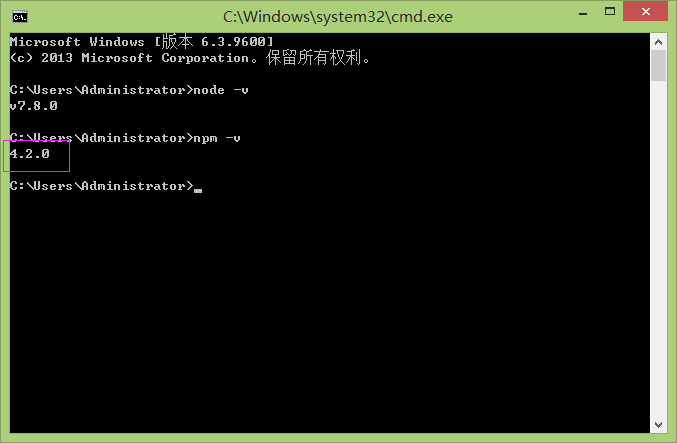 C:\Windows\system32\cmd.exe
Microsoft Windows [版本 6.3.9600]
(c) 2013 Microsoft Corporation。保留所有权利。
C:\Users\Administrator>node -v
v7.8.0
C:\Users\Administrator>npm -v
4.2.0
C:\Users\Administrator>